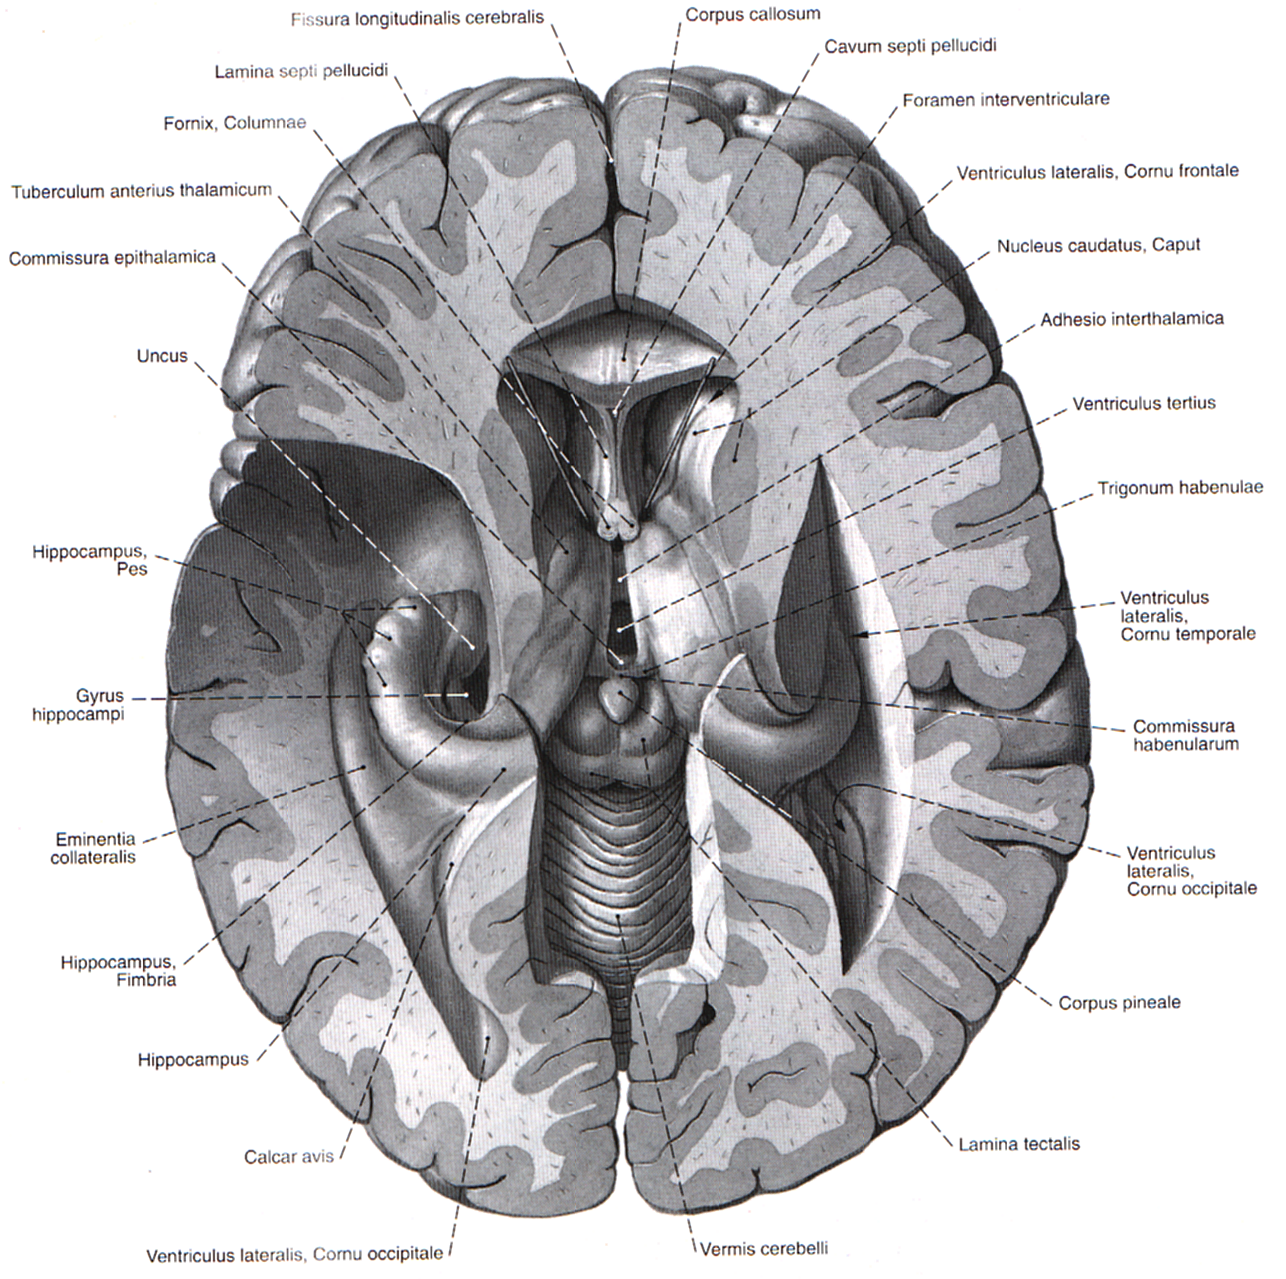 Fissura longitudinalis cerebralis
Corpus callosum
Cavum septi pellucidi
Lamina septi pellucidi
Foramen interventriculare
Fornix, Columnae
Ventriculus lateralis, Cornu frontale
Tuberculum anterius thalamicum
Nucleus caudatus, Caput
Commissura epithalamica
Adhesio interthalamica
Uncus
Ventriculus tertius
Trigonum habenulae
Hippocampus,
Pes
Ventriculus
lateralis,
Cornu temporale
Gyrus
hippocampi
Commissura
habenularum
Eminentia
collateralis
Ventriculus
lateralis,
Cornu occipitale
Hippocampus,
Fimbria
Corpus pineale
Hippocampus
Lamina tectalis
Calcar avis
Ventriculus lateralis, Cornu occipitale
Vermis cerebelli